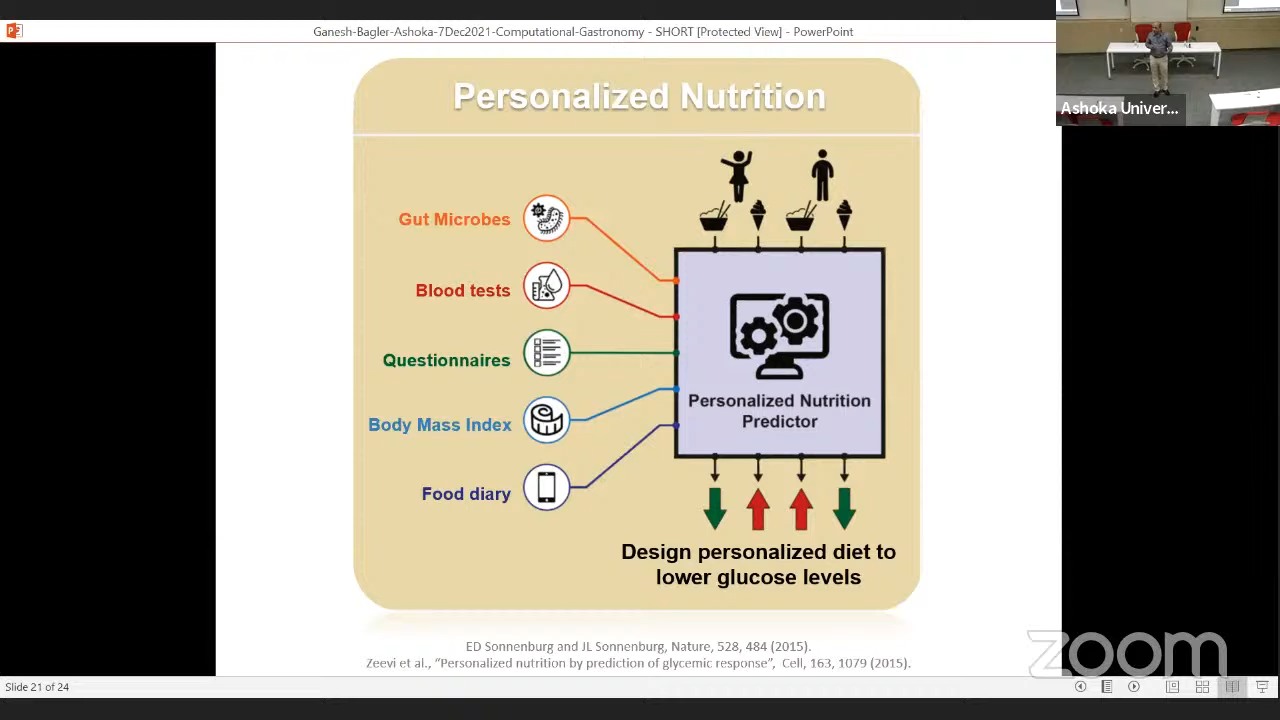 Ganesh-Bagler-Ashoka-7Dec2021-Computational-Gastronomy - SHORT [Protected View] - PowerPoint
Ashoka Univer...
Personalized Nutrition
Gut Microbes
Blood tests
Questionnaires
Body Mass Index
Food diary
Personalized Nutrition
Predictor
Design personalized diet to
lower glucose levels
ED Sonnenburg and JL Sonnenburg, Nature, 528, 484 (2015).
Zeevi et al., “Personalized nutrition by prediction of glycemic response”, Cell, 163, 1079 (2015).
zoom
Slide 21 of 24